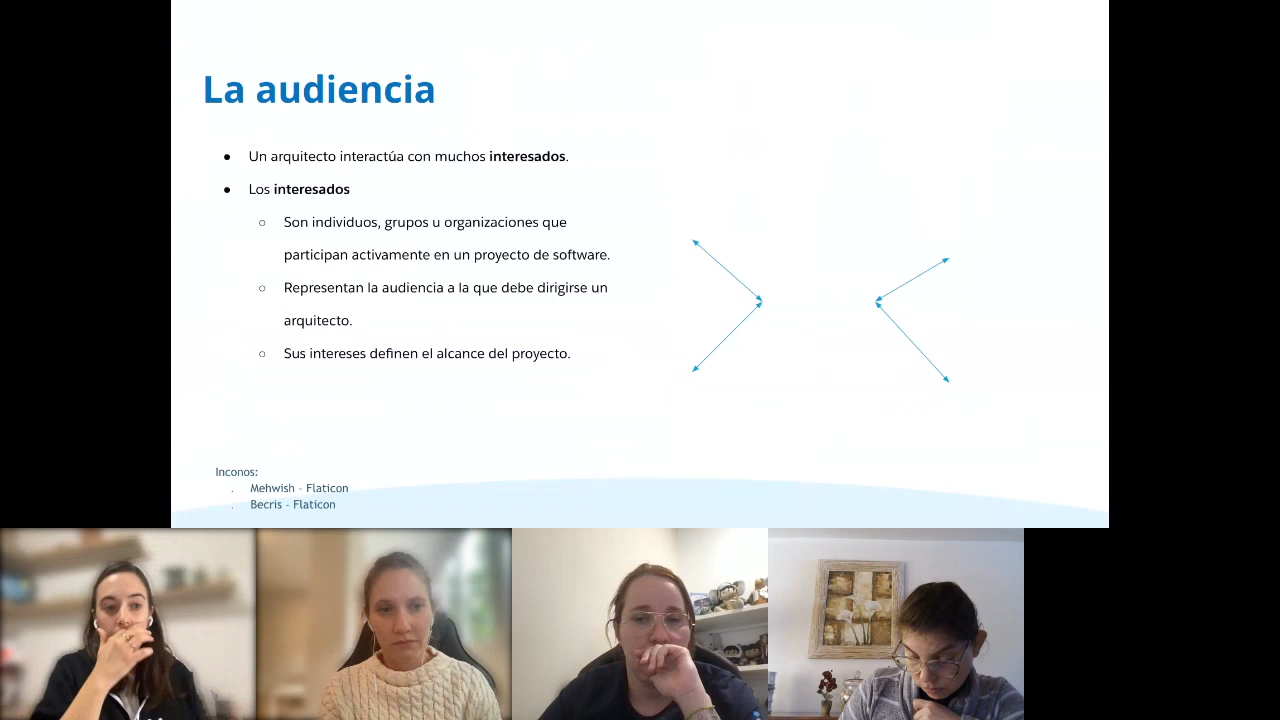 La audiencia
● Un arquitecto interactúa con muchos interesados.
● Los interesados
○ Son individuos, grupos u organizaciones que
participan activamente en un proyecto de software.
○ Representan la audiencia a la que debe dirigirse un
arquitecto.
○ Sus intereses definen el alcance del proyecto.
Inconos:
. Mehwish - Flaticon
. Becris - Flaticon